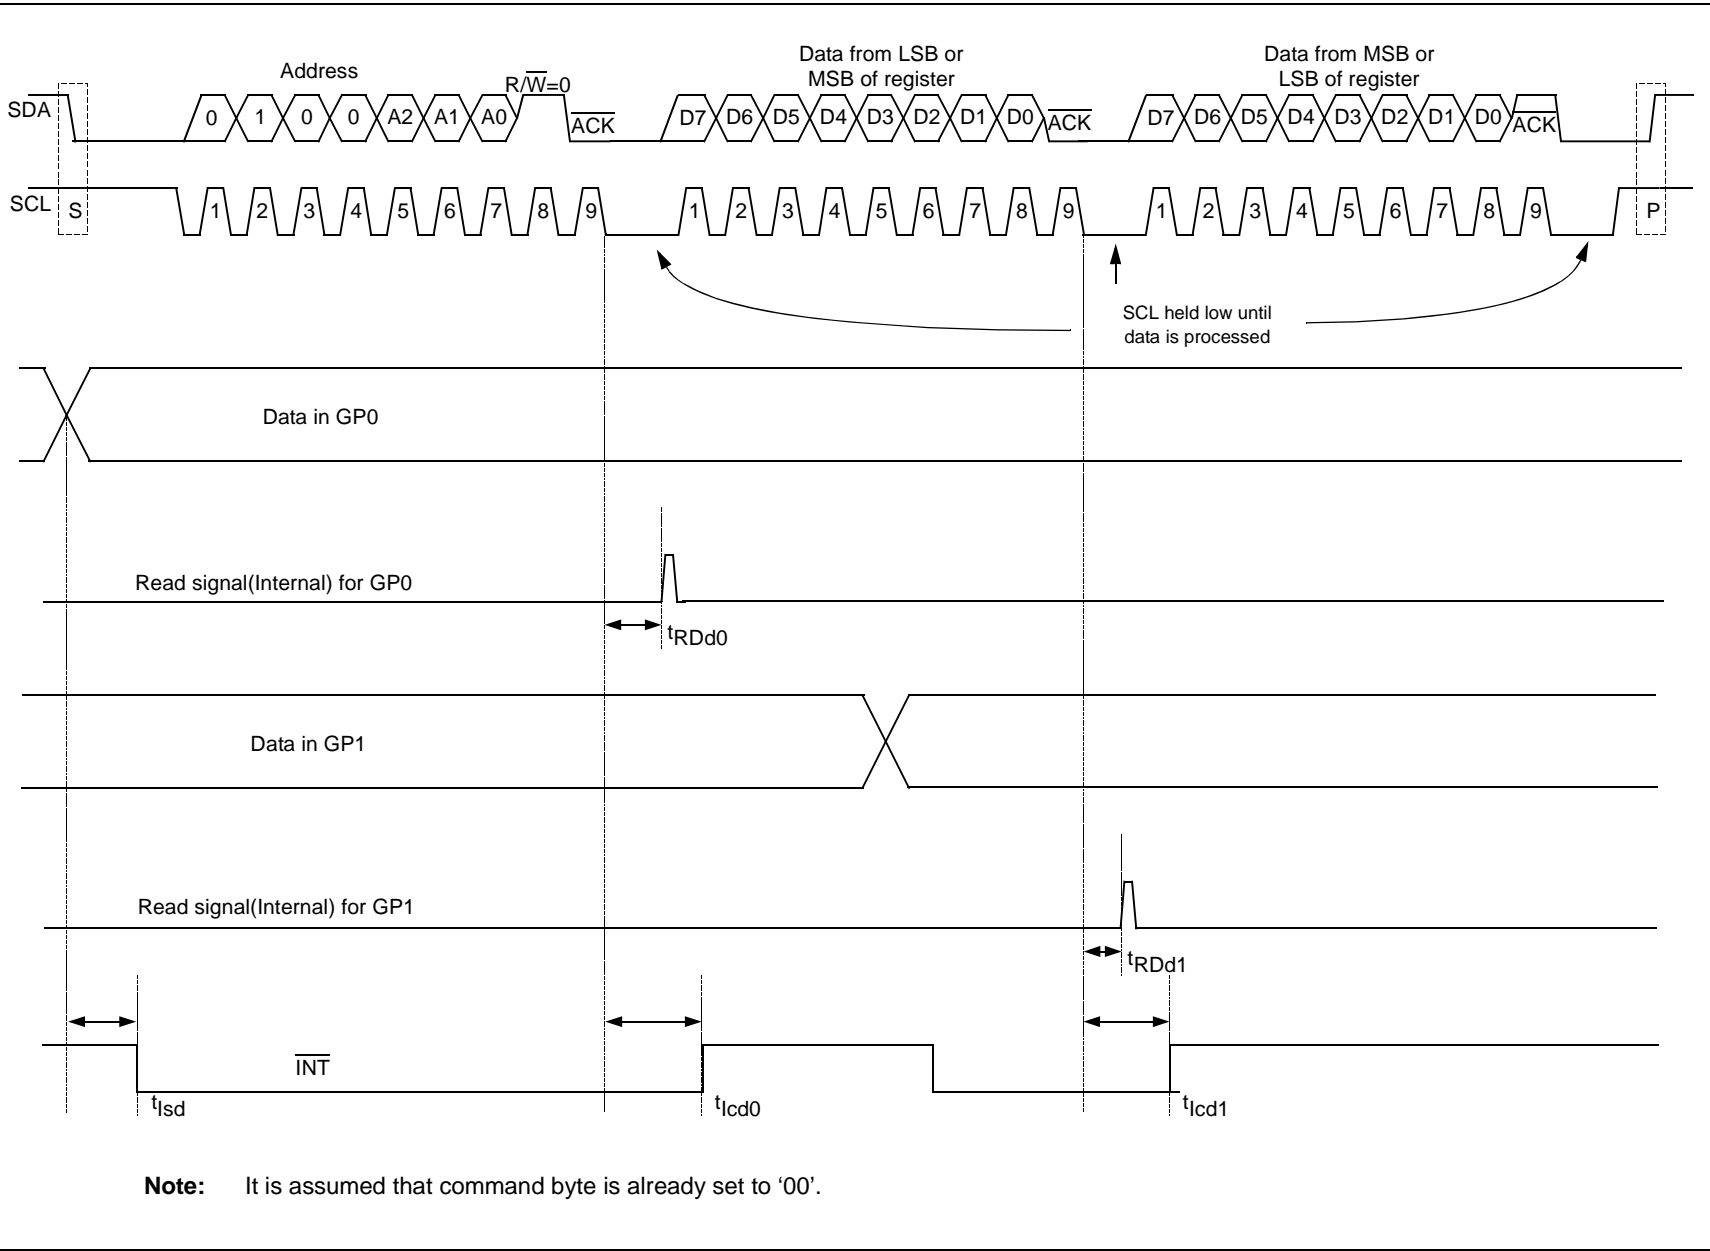 Address
R/W=0
Data from LSB or
MSB of register
Data from MSB or
LSB of register
SDA
0 1 0 0 A2 A1 A0 ACK D7 D6 D5 D4 D3 D2 D1 D0 ACK D7 D6 D5 D4 D3 D2 D1 D0 ACK
SCL S 1 2 3 4 5 6 7 8 9 1 2 3 4 5 6 7 8 9 1 2 3 4 5 6 7 8 9 P
SCL held low until
data is processed
Data in GP0
Read signal(Internal) for GP0
tRDd0
Data in GP1
Read signal(Internal) for GP1
tRDd1
INT
tIsd
tIcd0
tIcd1
Note: It is assumed that command byte is already set to ‘00’.